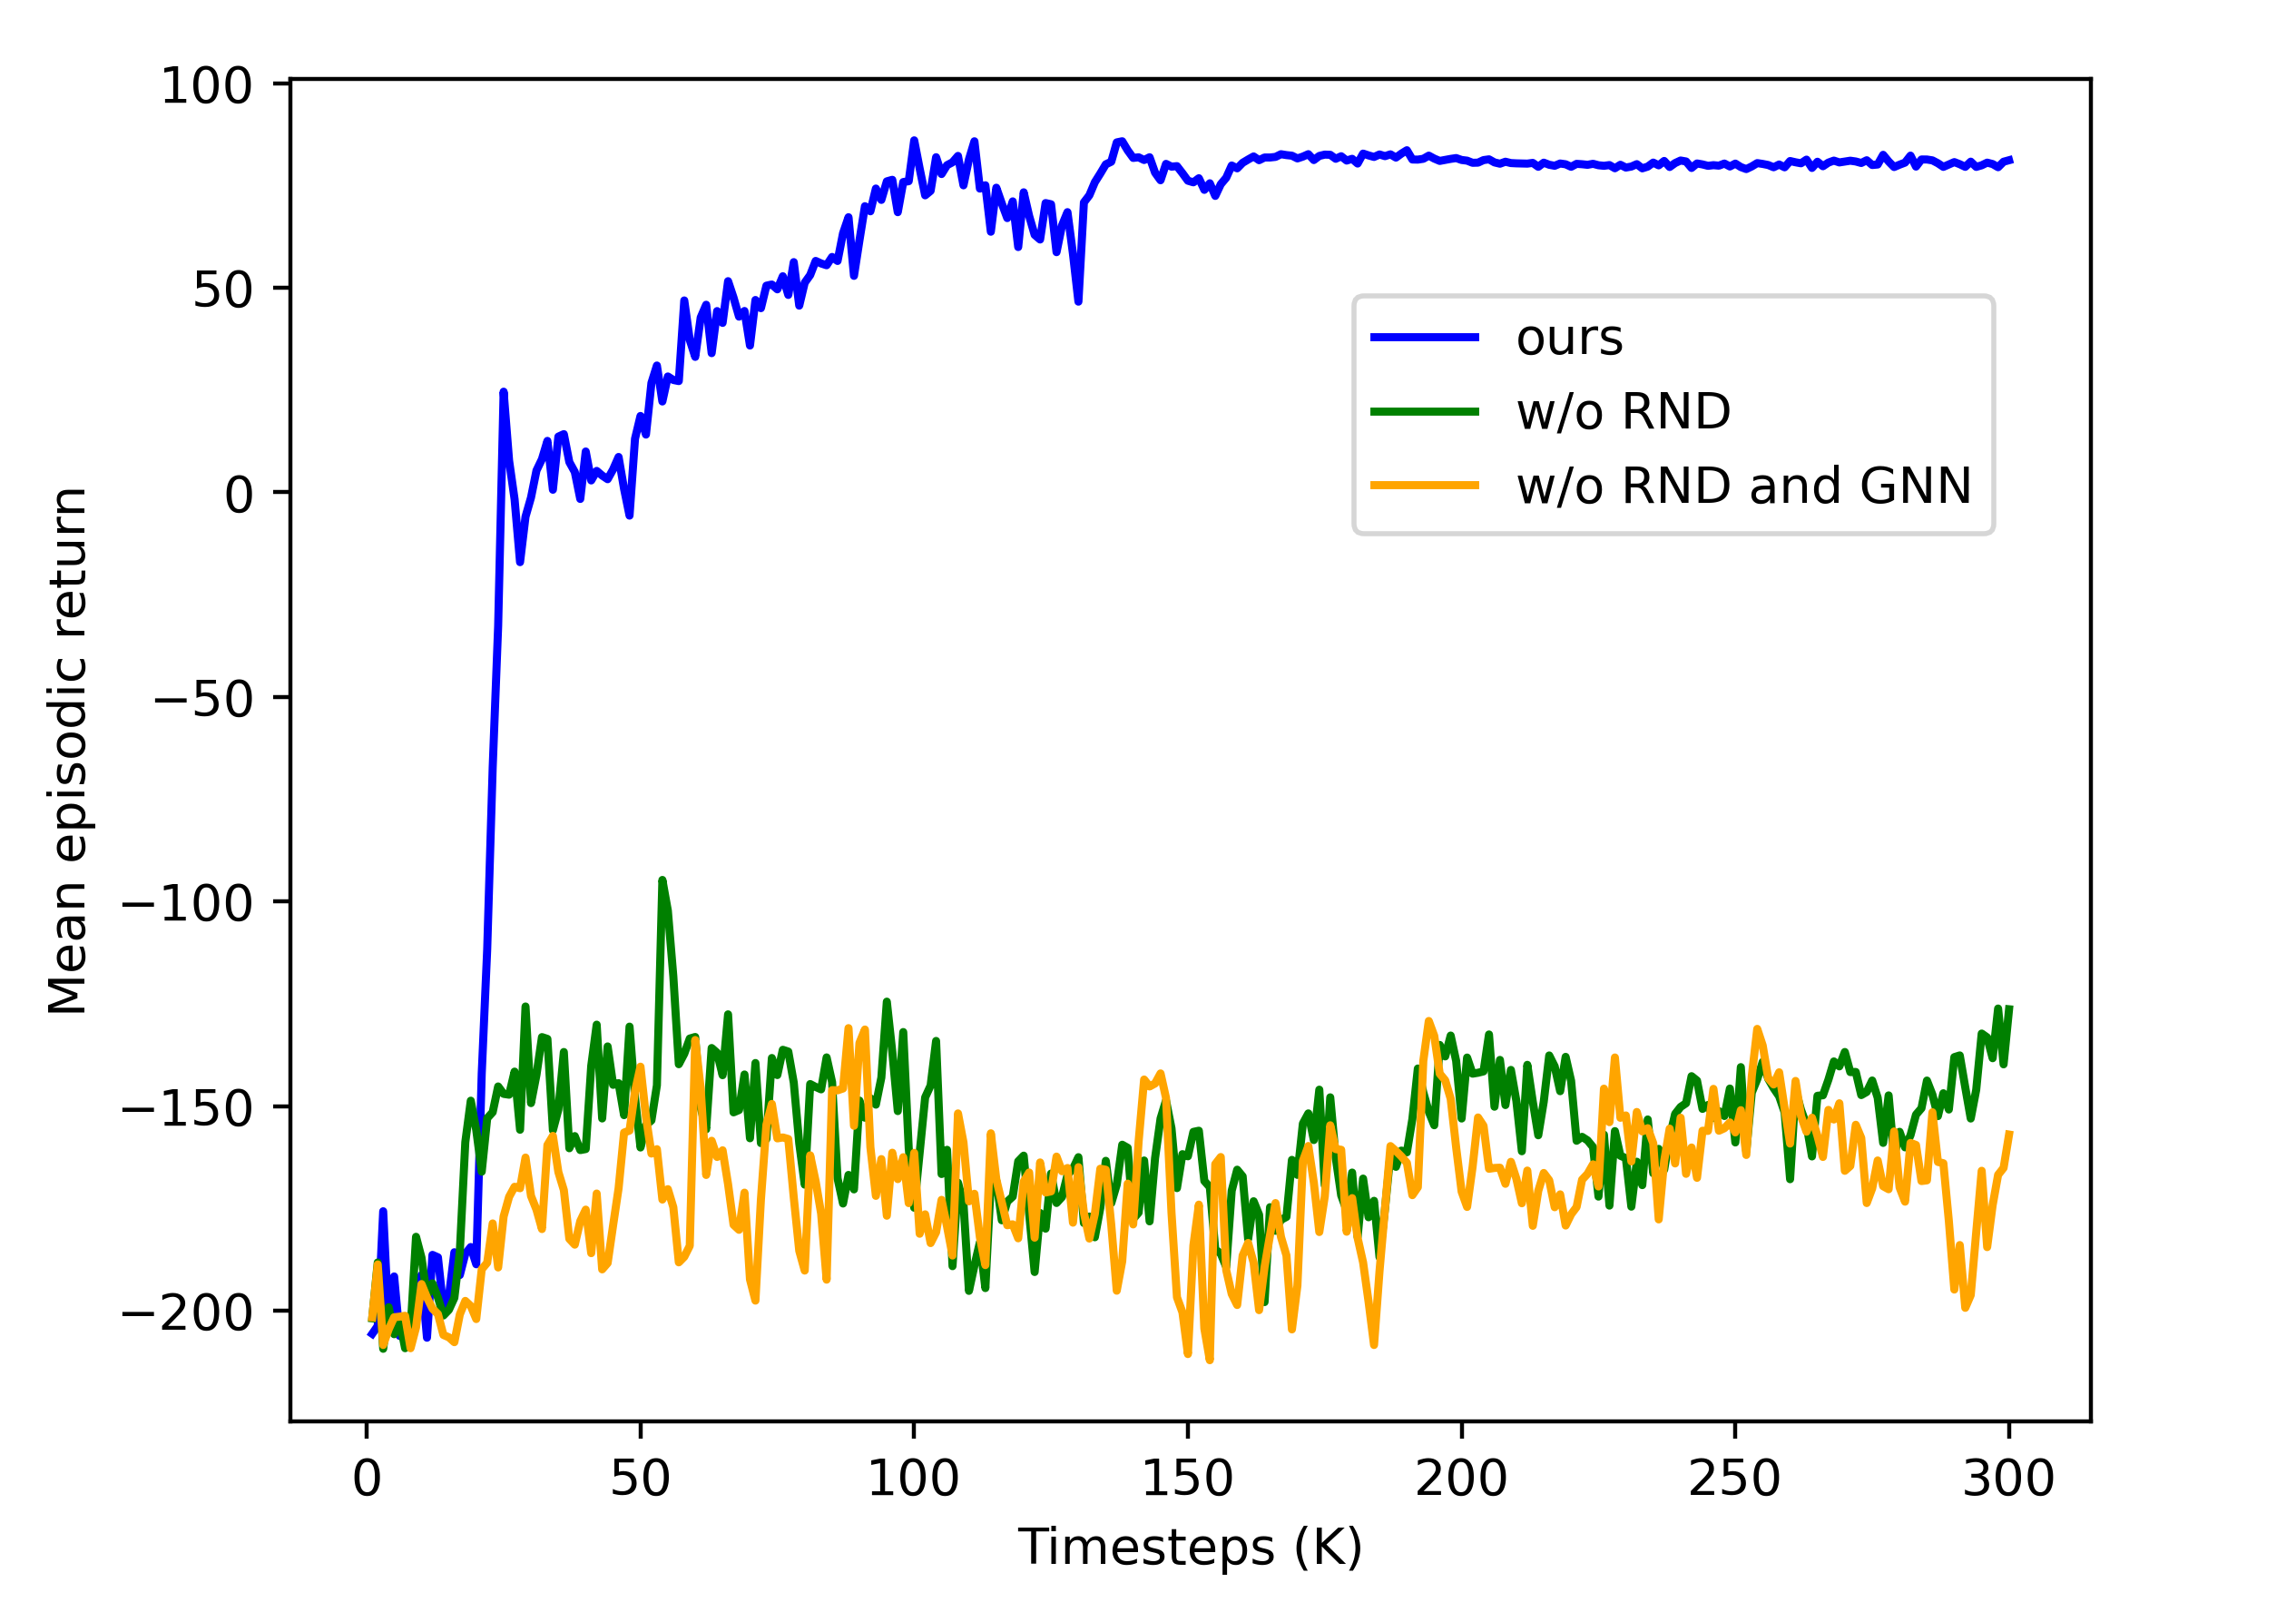 100
50
0
−50
−100
−150
−200
Mean episodic return
ours
w/o RND
w/o RND and GNN
0 50 100 150 200 250 300
Timesteps (K)